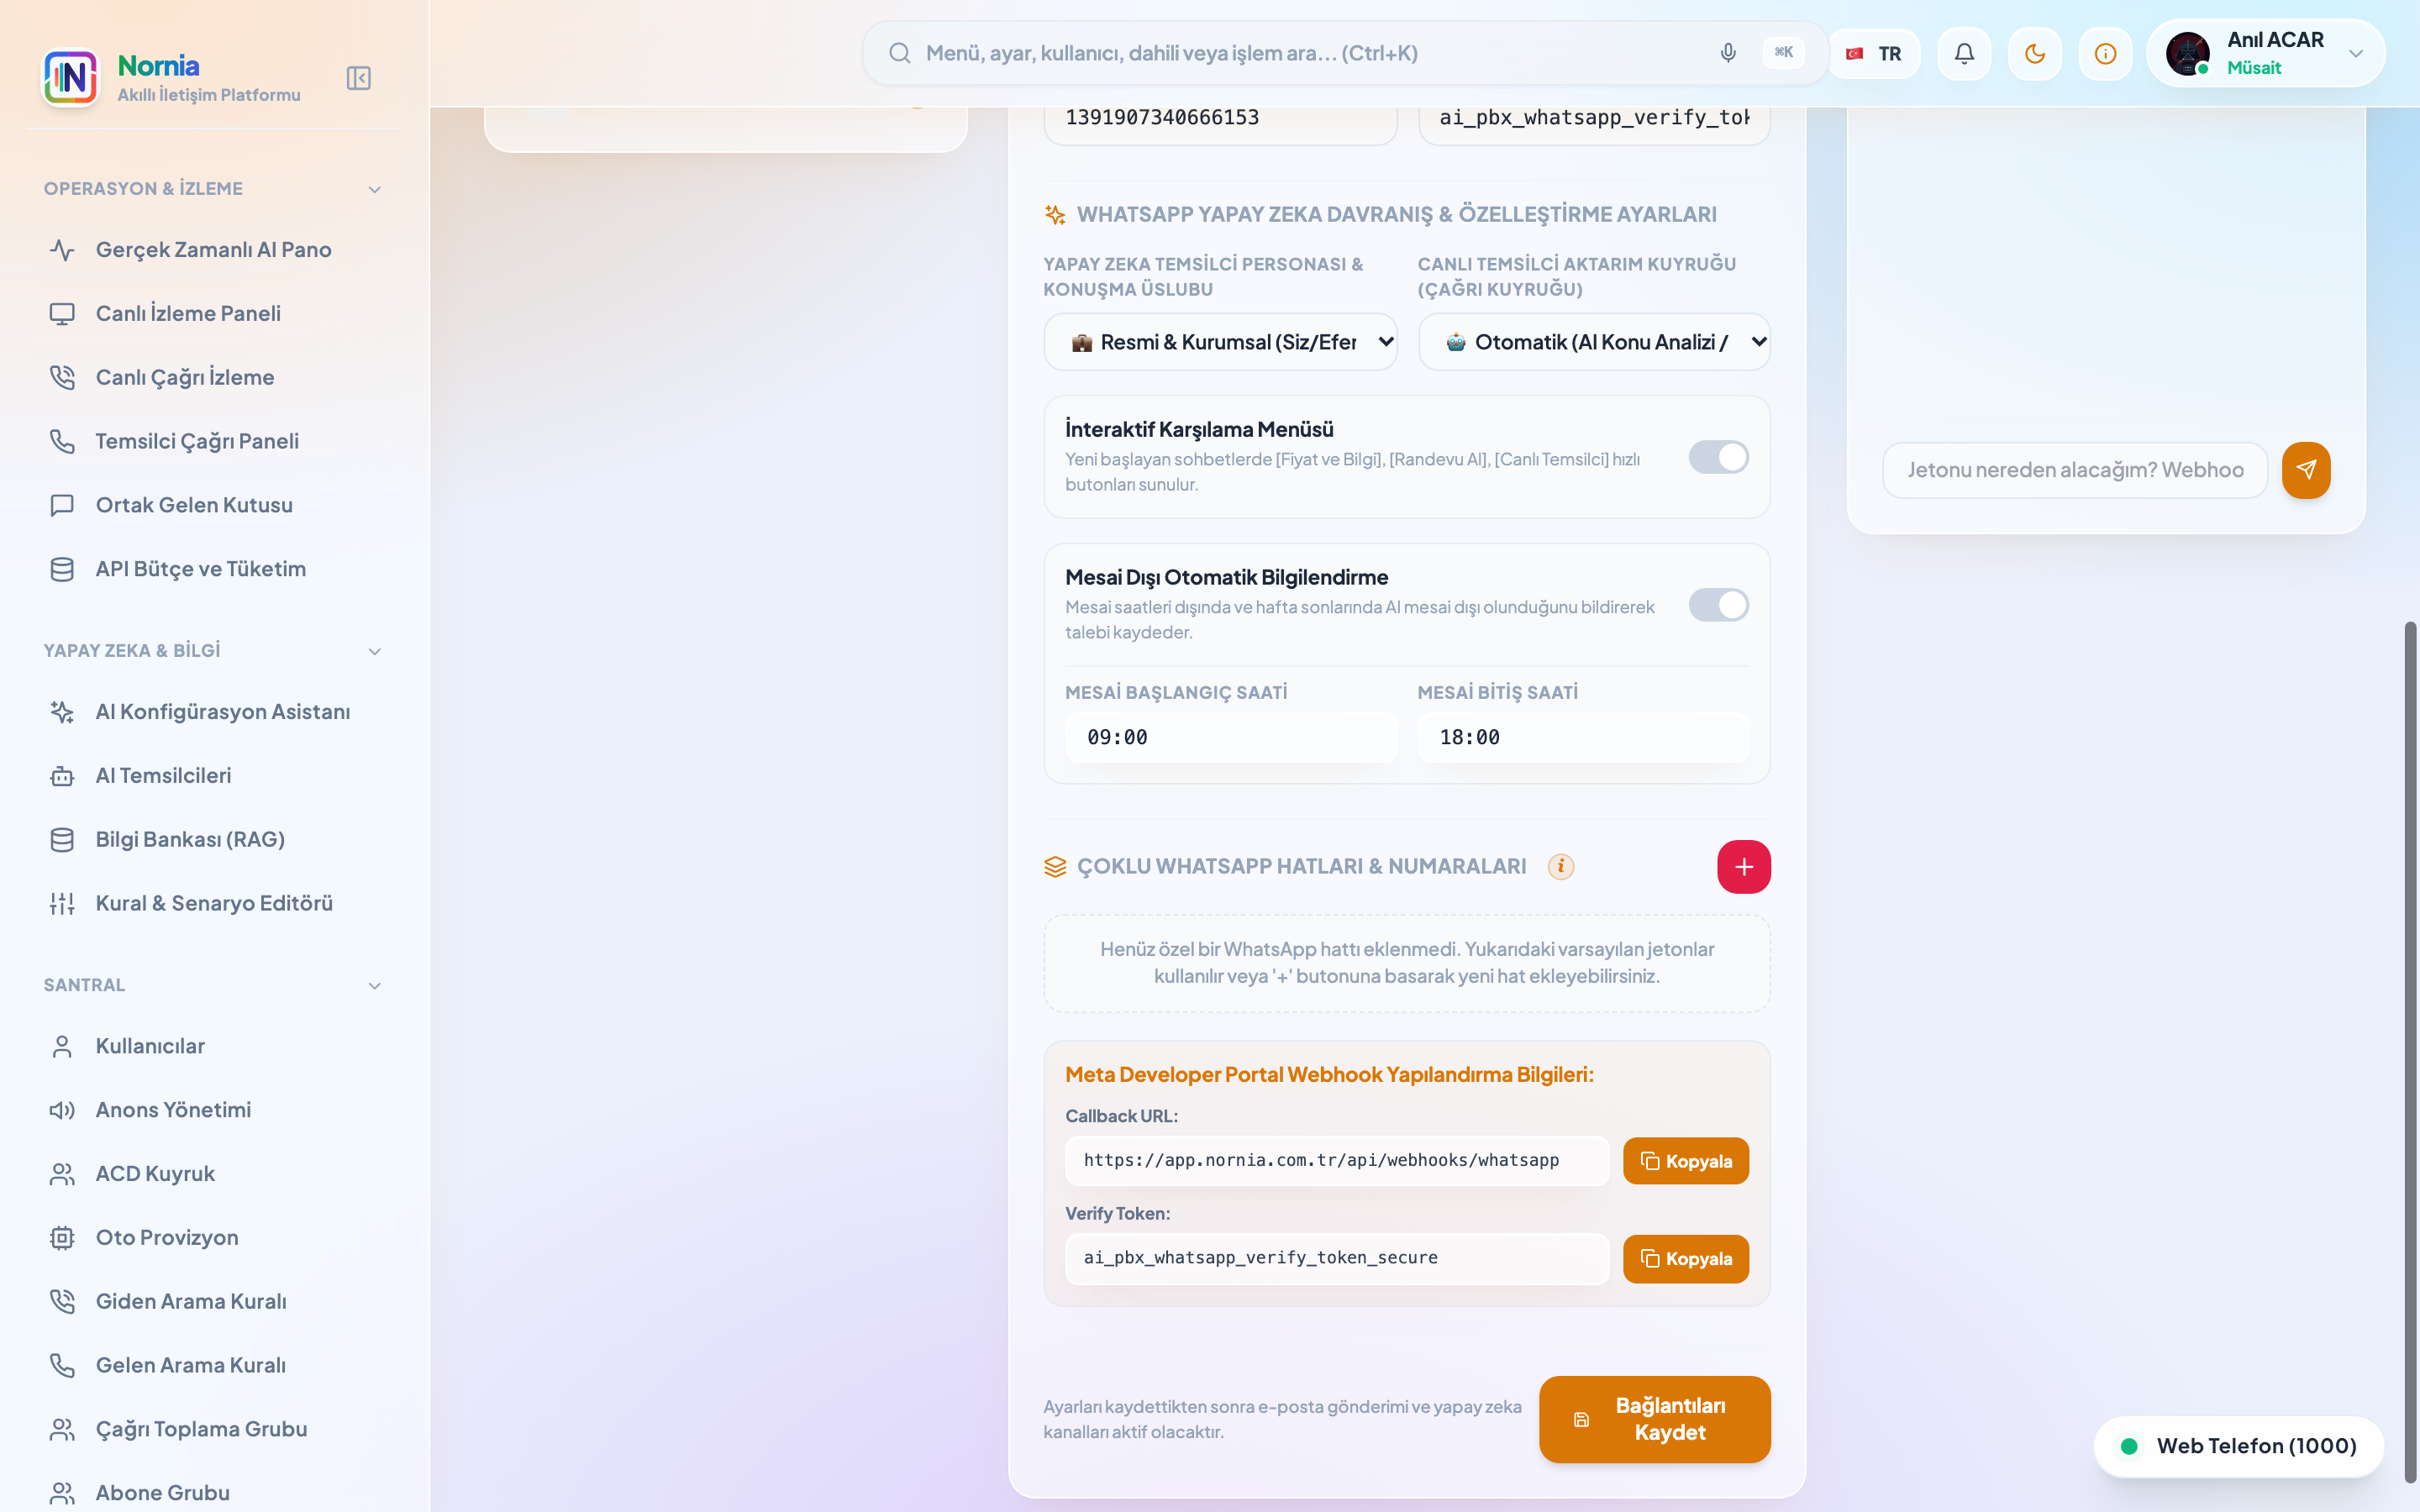 Nornia
Akıllı İletişim Platformu
OPERASYON & İZLEME
Gerçek Zamanlı AI Pano
Canlı İzleme Paneli
Canlı Çağrı İzleme
Temsilci Çağrı Paneli
Ortak Gelen Kutusu
API Bütçe ve Tüketim
YAPAY ZEKA & BİLGİ
AI Konfigürasyon Asistanı
AI Temsilcileri
Bilgi Bankası (RAG)
Kural & Senaryo Editörü
SANTRAL
Kullanıcılar
Anons Yönetimi
ACD Kuyruk
Oto Provizyon
Giden Arama Kuralı
Gelen Arama Kuralı
Çağrı Toplama Grubu
Abone Grubu
Menü, ayar, kullanıcı, dahili veya işlem ara... (Ctrl+K)
⌘K
TR
Anıl ACAR
Müsait
1391907340666153
ai_pbx_whatsapp_verify_tok
WHATSAPP YAPAY ZEKA DAVRANIŞ & ÖZELLEŞTİRME AYARLARI
YAPAY ZEKA TEMSİLCİ PERSONASI &
KONUŞMA ÜSLUBU
Resmi & Kurumsal (Siz/Efer
CANLI TEMSİLCİ AKTARIM KUYRUĞU
(ÇAĞRI KUYRUĞU)
Otomatik (AI Konu Analizi /
İnteraktif Karşılama Menüsü
Yeni başlayan sohbetlerde [Fiyat ve Bilgi], [Randevu Al], [Canlı Temsilci] hızlı
butonları sunulur.
Mesai Dışı Otomatik Bilgilendirme
Mesai saatleri dışında ve hafta sonlarında AI mesai dışı olunduğunu bildirerek
talebi kaydeder.
MESAİ BAŞLANGIÇ SAATİ
09:00
MESAİ BİTİŞ SAATİ
18:00
ÇOKLU WHATSAPP HATLARI & NUMARALARI
i
Henüz özel bir WhatsApp hattı eklenmedi. Yukarıdaki varsayılan jetonlar
kullanılır veya '+' butonuna basarak yeni hat ekleyebilirsiniz.
Meta Developer Portal Webhook Yapılandırma Bilgileri:
Callback URL:
https://app.nornia.com.tr/api/webhooks/whatsapp
Kopyala
Verify Token:
ai_pbx_whatsapp_verify_token_secure
Kopyala
Ayarları kaydettikten sonra e-posta gönderimi ve yapay zeka
kanalları aktif olacaktır.
Bağlantıları
Kaydet
Jetonu nereden alacağım? Webhoo
Web Telefon (1000)